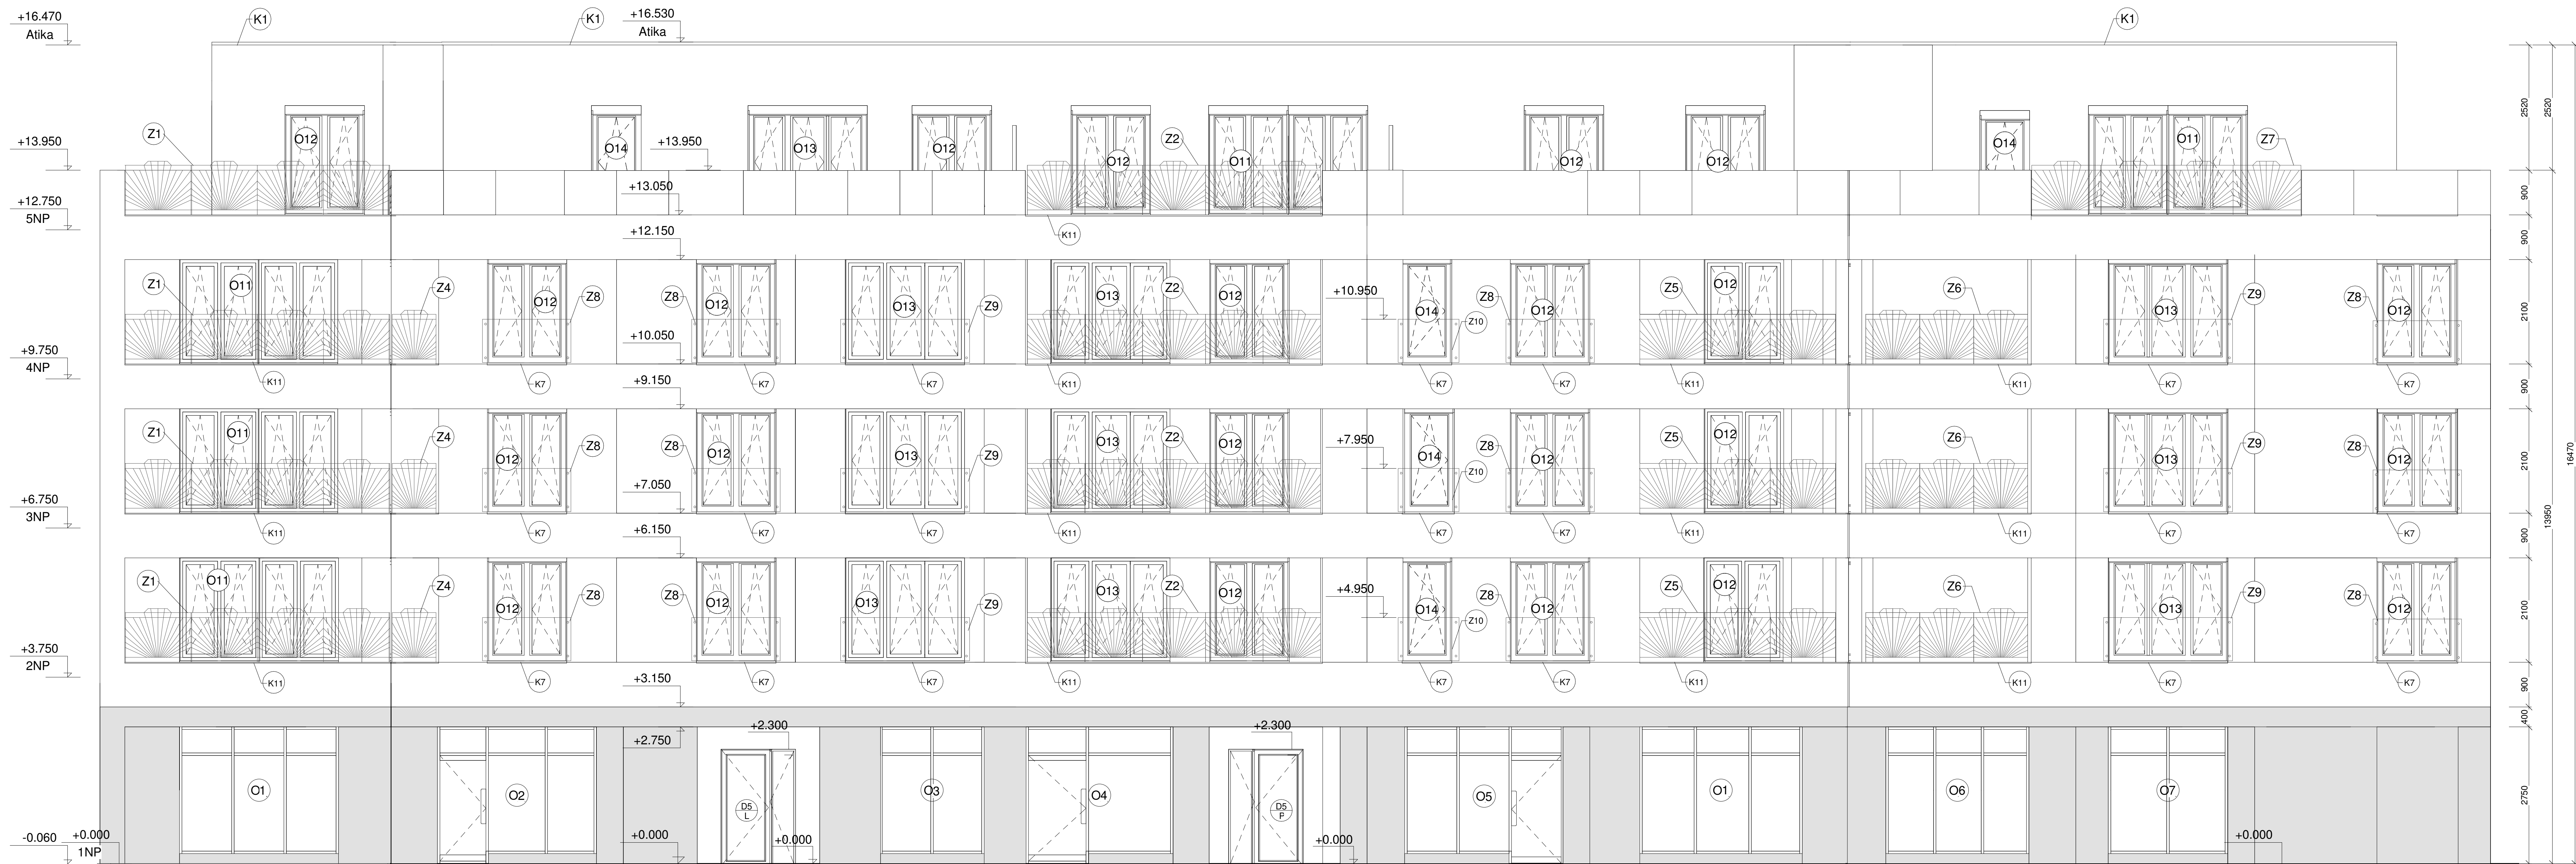 +16.470
Atika
K1
K1
+16.530
Atika
K1
Z1
O12
O14
+13.950
O13
O12
O12
Z2
O11
O12
O12
O14
O11
Z7
2520
2520
+13.950
+13.050
+12.750
5NP
K11
900
+12.150
900
Z1
O11
Z4
O12
Z8
Z8
O12
O13
Z9
O13
Z2
O12
+10.950
O14
Z10
Z8
O12
Z5
O12
Z6
O13
Z9
Z8
O12
2100
+10.050
+9.750
4NP
K11
K7
K7
K7
K11
K7
K7
K11
K11
K7
K7
+9.150
900
Z1
O11
Z4
O12
Z8
Z8
O12
O13
Z9
O13
Z2
O12
+7.950
O14
Z10
Z8
O12
Z5
O12
Z6
O13
Z9
Z8
O12
2100
16470
+7.050
+6.750
3NP
K11
K7
K7
K7
K11
K7
K7
K11
K11
K7
K7
13950
+6.150
900
Z1
O11
Z4
O12
Z8
Z8
O12
O13
Z9
O13
Z2
O12
+4.950
O14
Z10
Z8
O12
Z5
O12
Z6
O13
Z9
Z8
O12
2100
+3.750
2NP
K11
K7
K7
K7
K11
K7
K7
K11
K11
K7
K7
+3.150
900
400
+2.750
+2.300
+2.300
O1
O2
D5
L
O3
O4
D5
P
O5
O1
O6
O7
2750
-0.060
+0.000
1NP
+0.000
+0.000
+0.000
+0.000